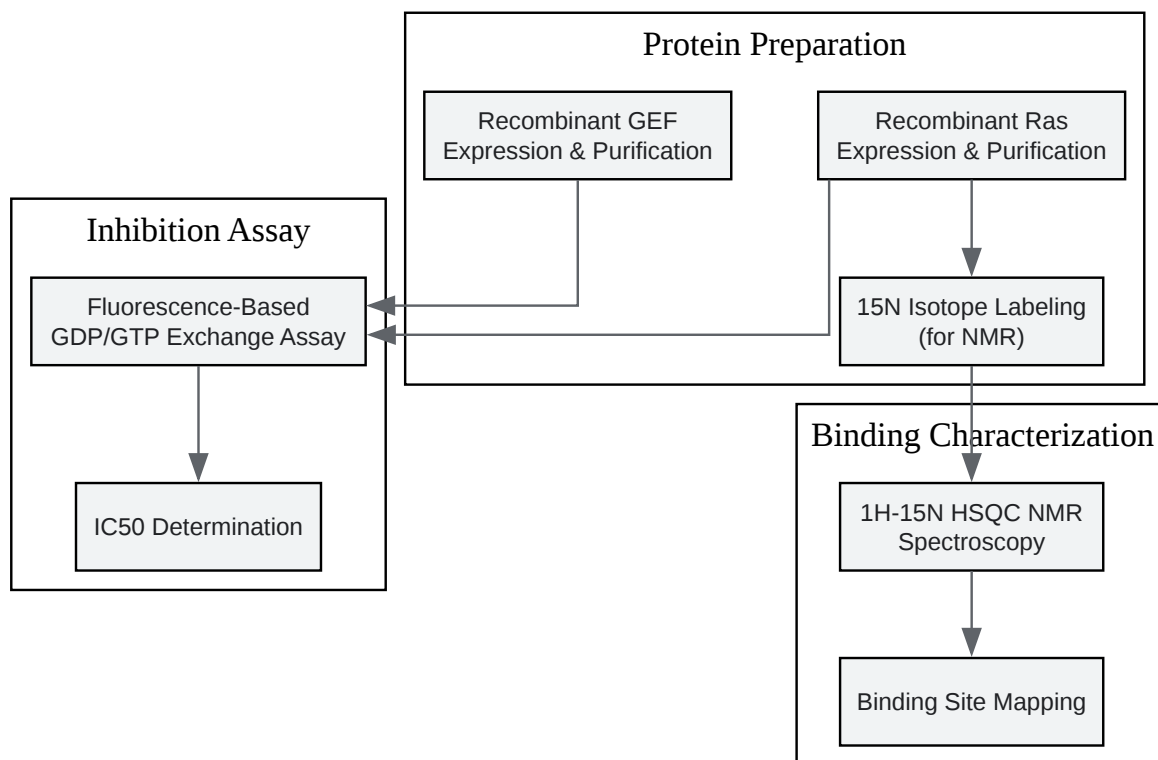 Protein Preparation
Recombinant GEF
Expression & Purification
Recombinant Ras
Expression & Purification
Inhibition Assay
Fluorescence-Based
GDP/GTP Exchange Assay
15N Isotope Labeling
(for NMR)
Binding Characterization
IC50 Determination
1H-15N HSQC NMR
Spectroscopy
Binding Site Mapping